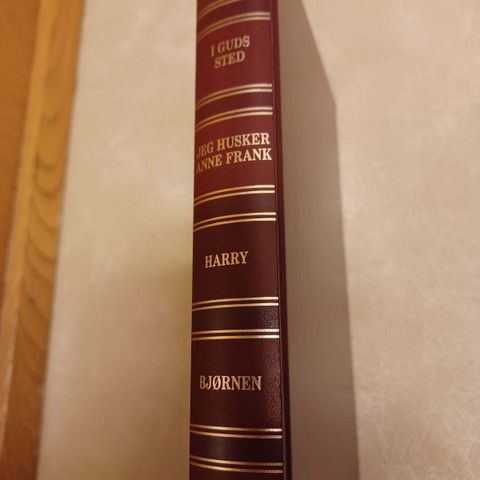 I GUDS
STED
JEG HUSKER
ANNE FRANK
HARRY
BJØRNEN